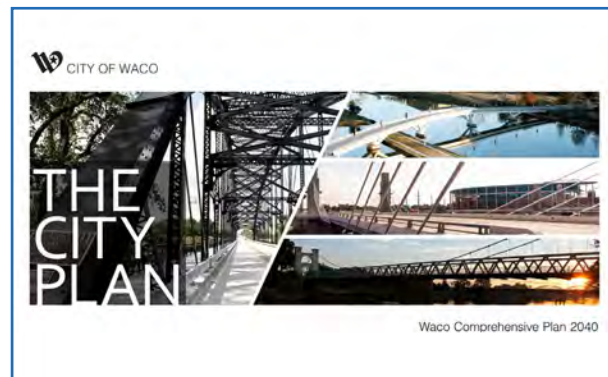 CITY OF WACO
THE
CITY
PLAN
Waco Comprehensive Plan 2040